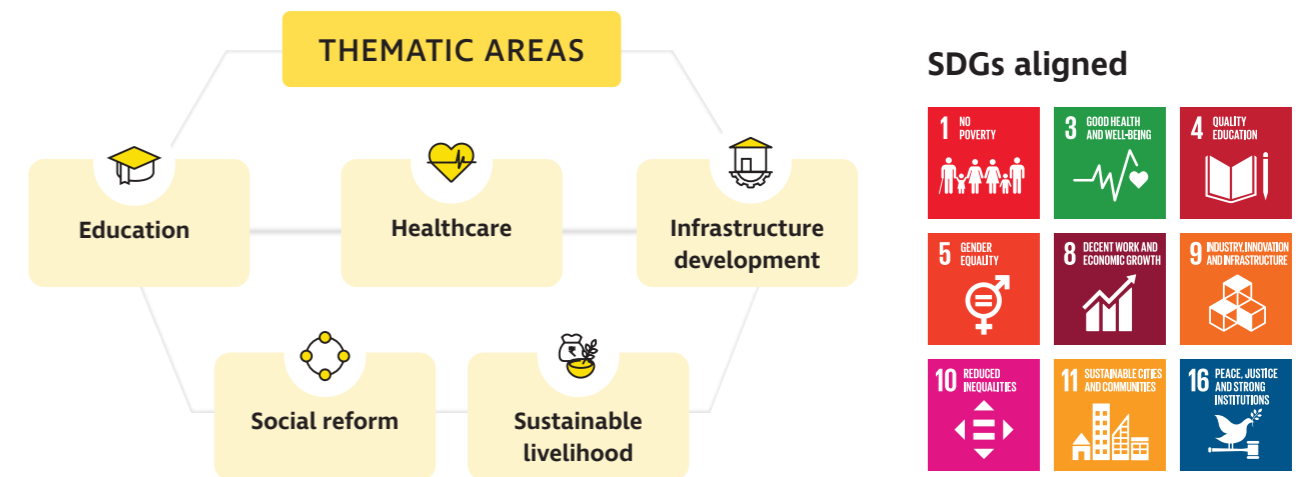 THEMATIC AREAS
Education
Healthcare
Infrastructure
development
Social reform
₹
Sustainable
livelihood
SDGs aligned
1 NO
POVERTY
3 GOOD HEALTH
AND WELL-BEING
4 QUALITY
EDUCATION
5 GENDER
EQUALITY
8 DECENT WORK AND
ECONOMIC GROWTH
9 INDUSTRY, INNOVATION
AND INFRASTRUCTURE
10 REDUCED
INEQUALITIES
11 SUSTAINABLE CITIES
AND COMMUNITIES
16 PEACE, JUSTICE
AND STRONG
INSTITUTIONS